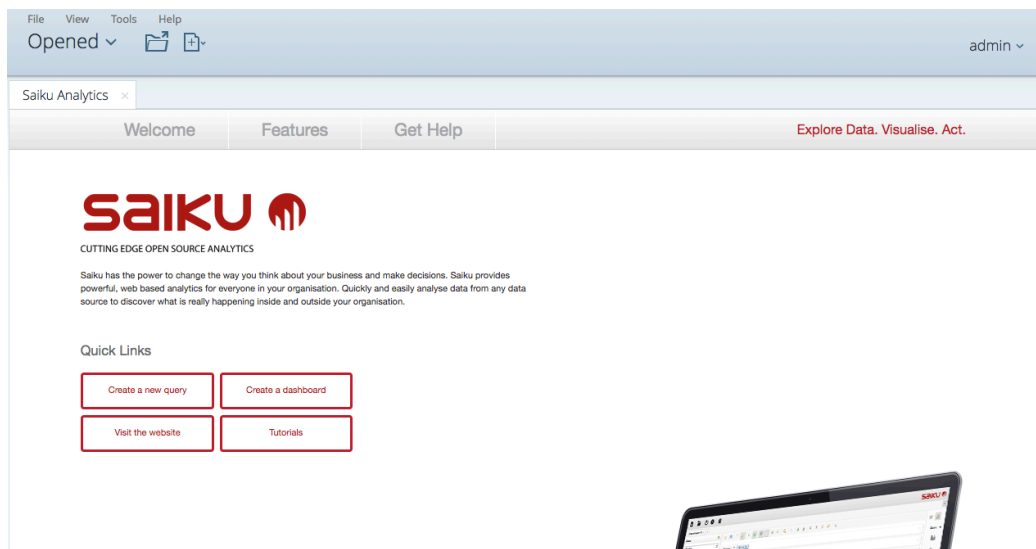 File View Tools Help
Opened
admin
Saiku Analytics ×
Welcome Features Get Help Explore Data. Visualise. Act.
saiku
CUTTING EDGE OPEN SOURCE ANALYTICS
Saiku has the power to change the way you think about your business and make decisions. Saiku provides
powerful, web based analytics for everyone in your organisation. Quickly and easily analyse data from any data
source to discover what is really happening inside and outside your organisation.
Quick Links
Create a new query Create a dashboard
Visit the website Tutorials
saiku